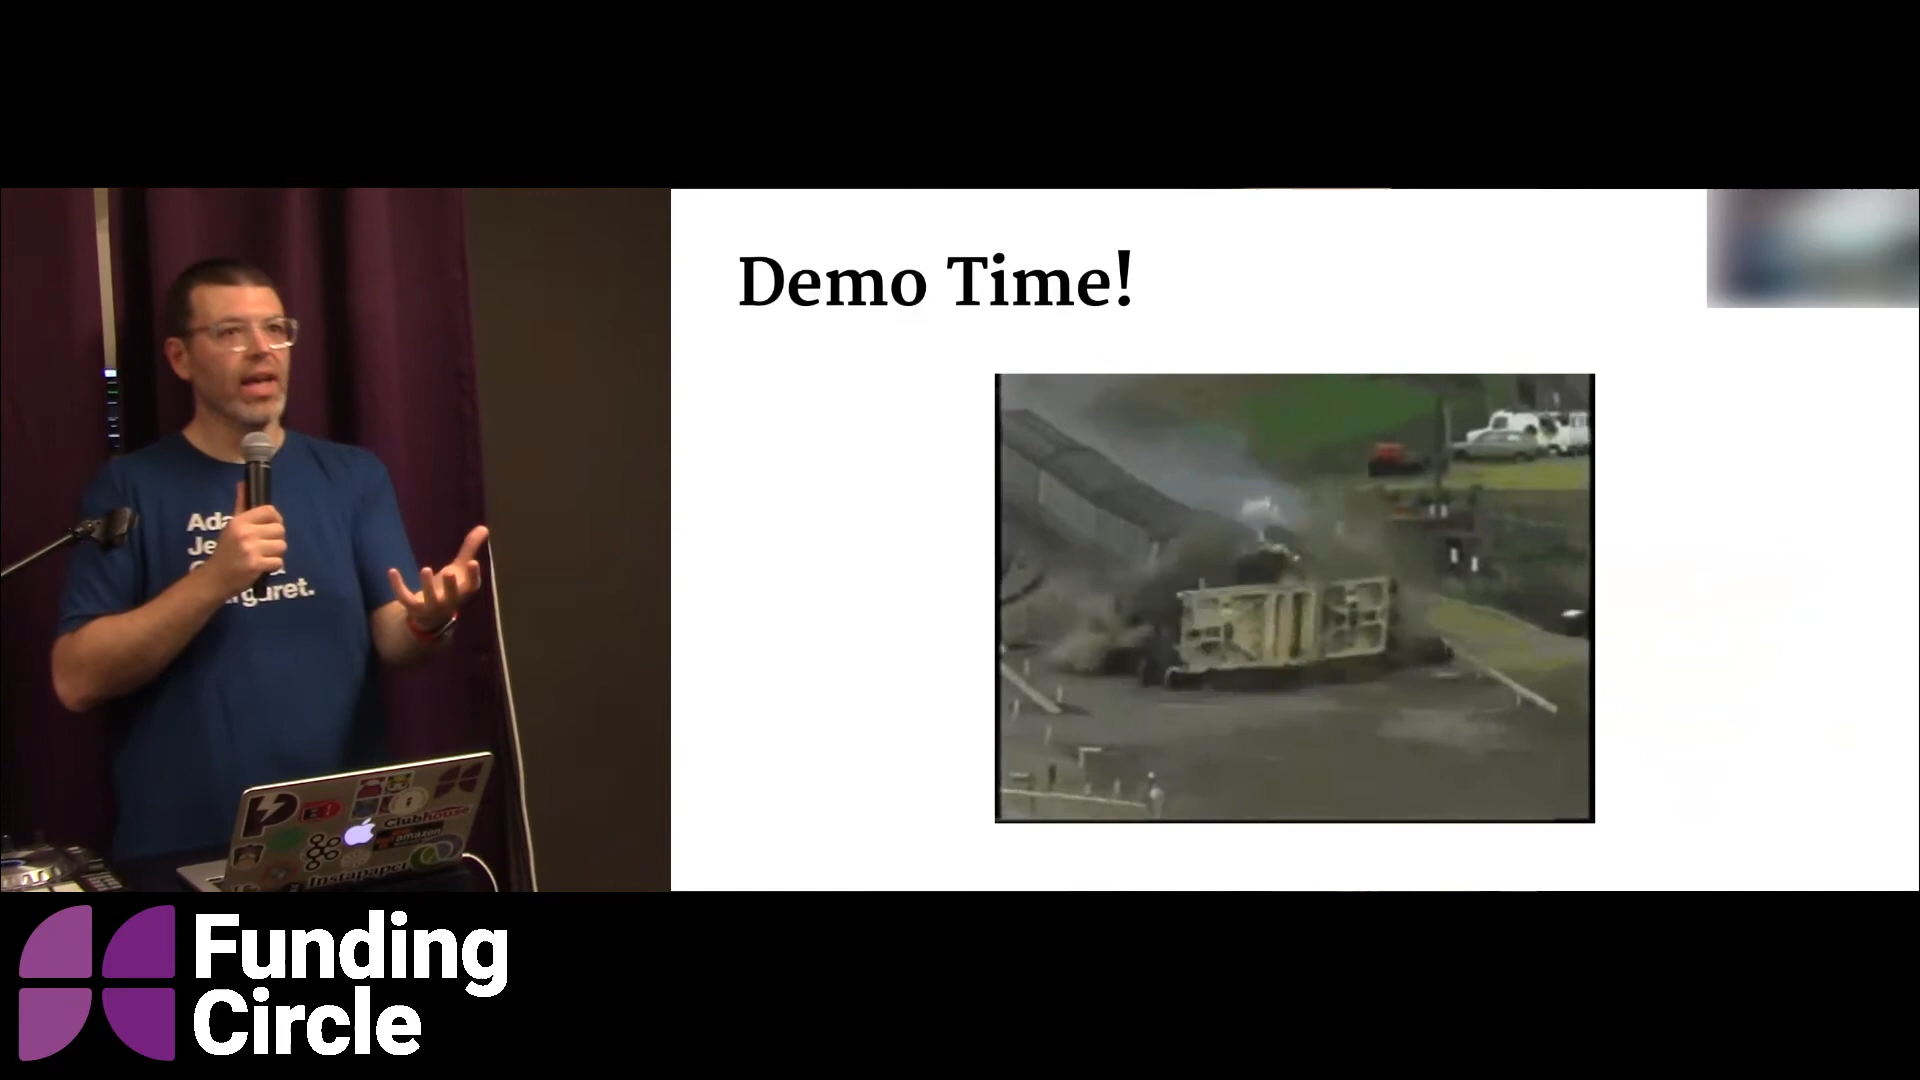 Demo Time!
Clubhouse
amazon
Instapaper
Funding
Circle